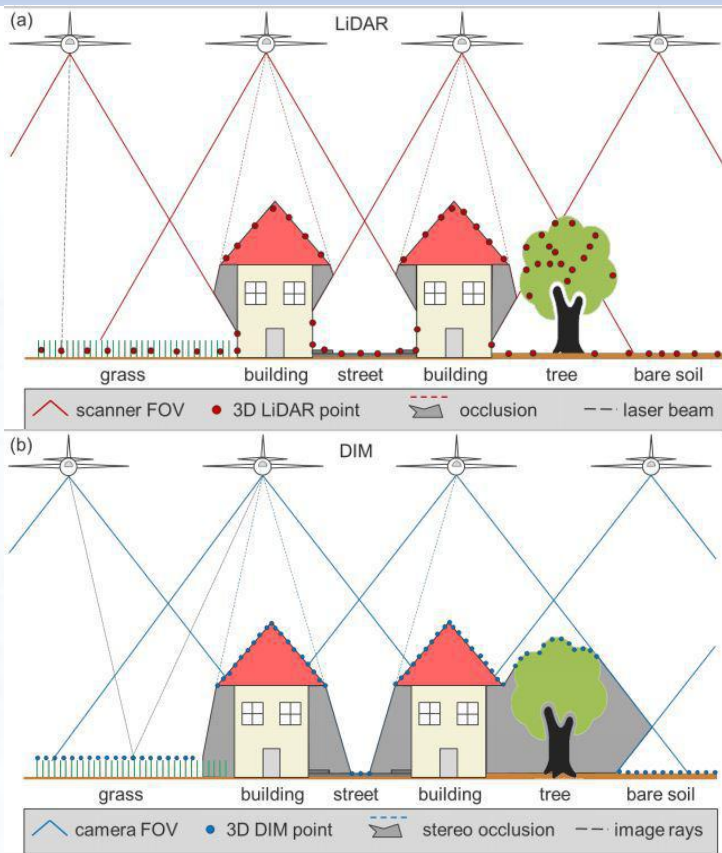 (a)
LiDAR
grass building street building tree bare soil
scanner FOV 3D LiDAR point occlusion laser beam
(b)
DIM
grass building street building tree bare soil
camera FOV 3D DIM point stereo occlusion image rays